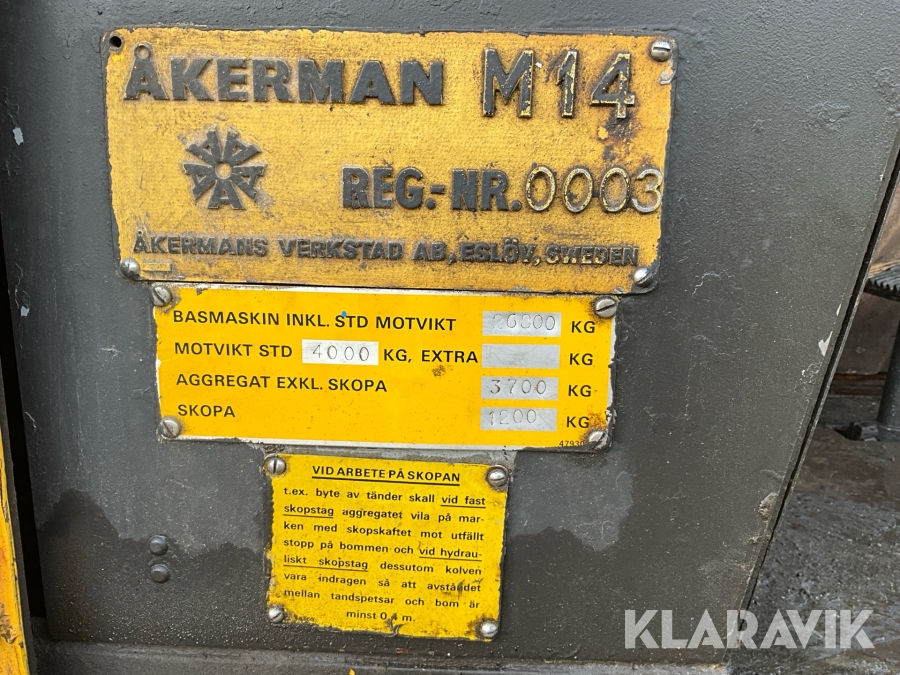 ÅKERMAN M14
REG.-NR. 0003
ÅKERMANS VERKSTAD AB, ESLÖV, SWEDEN
BASMASKIN INKL. STD MOTVIKT KG
MOTVIKT STD 4000 KG, EXTRA KG
AGGREGAT EXKL. SKOPA 3700 KG
SKOPA 1200 KG
VID ARBETE PÅ SKOPAN
t.ex. byte av tänder skall vid fast
skopstag aggregatet vila på mar-
ken med skopskaftet mot utfällt
stopp på bommen och vid hydrau-
liskt skopstag dessutom kolven
vara indragen så att avståndet
mellan tandspetsar och bom är
minst 0,4 m.
KLARAVIK